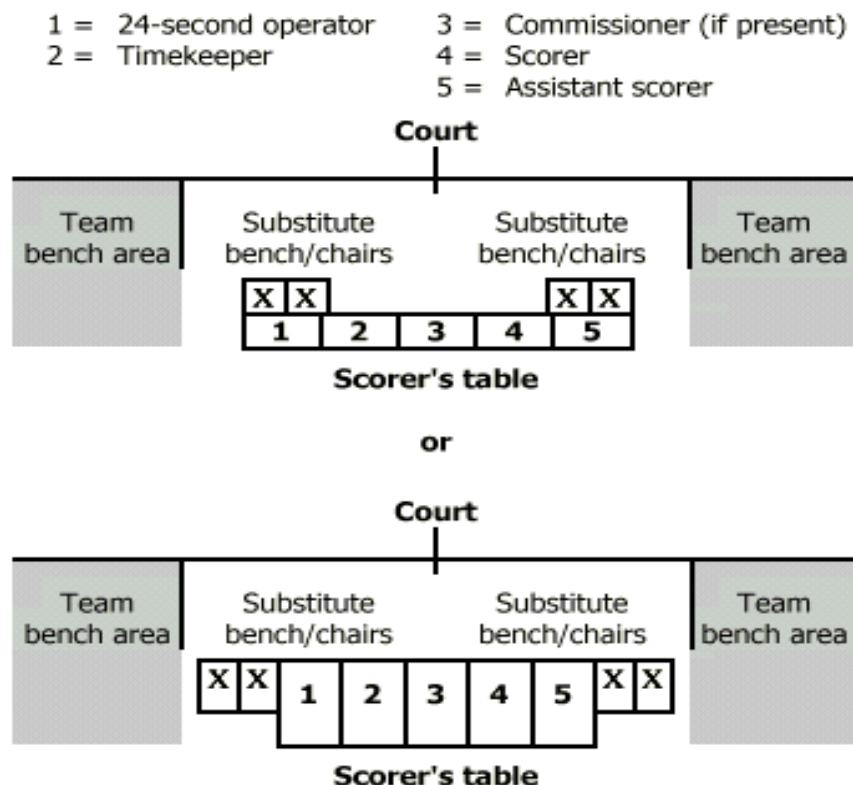 1 = 24-second operator
2 = Timekeeper
3 = Commissioner (if present)
4 = Scorer
5 = Assistant scorer
Court
Team
bench area
Substitute
bench/chairs
Substitute
bench/chairs
Team
bench area
X X X X
1 2 3 4 5
Scorer's table
or
Court
Team
bench area
Substitute
bench/chairs
Substitute
bench/chairs
Team
bench area
X X 1 2 3 4 5 X X
Scorer's table